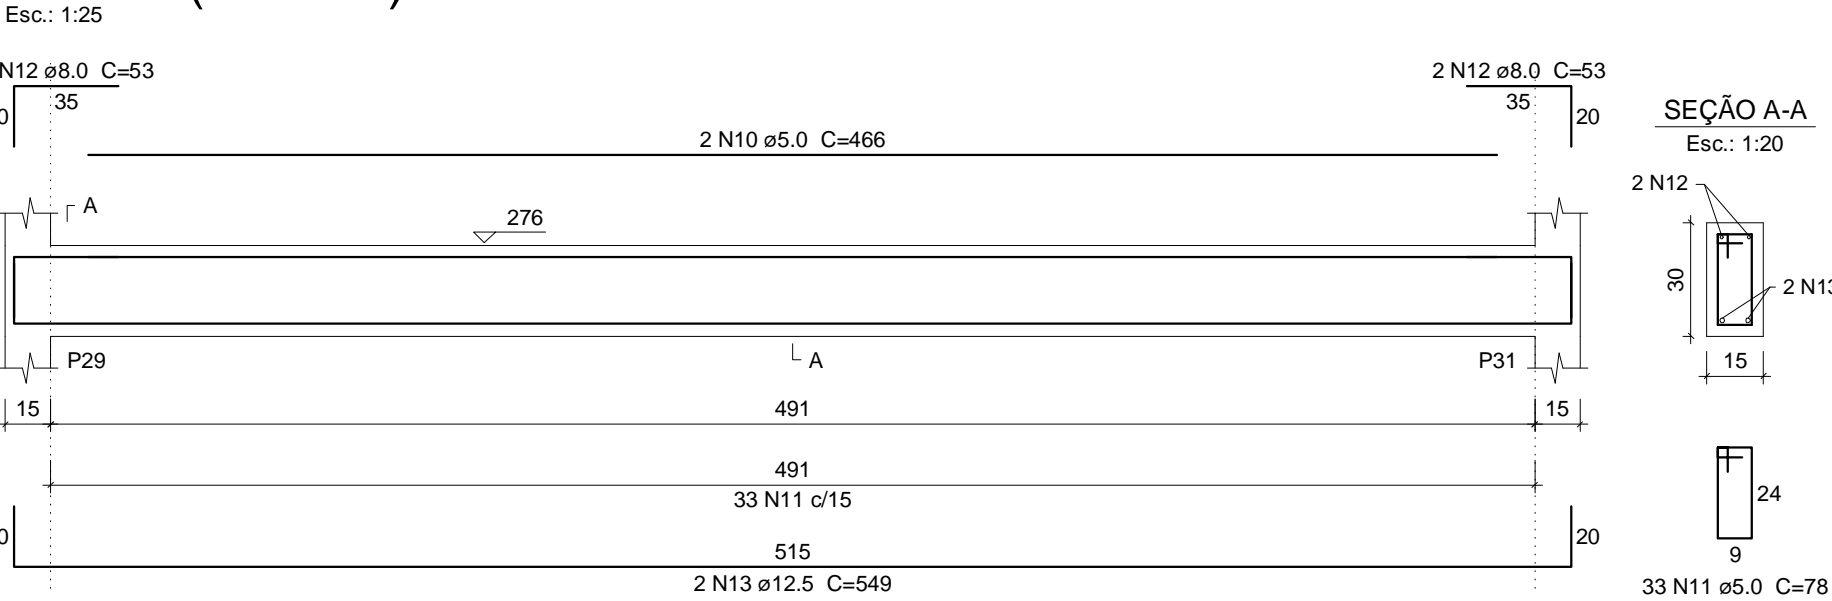 Esc.: 1:25
N12 ø8.0 C=53
2 N12 ø8.0 C=53
35
35
20
SEÇÃO A-A
Esc.: 1:20
2 N10 ø5.0 C=466
2 N12
A
276
30
2 N13
P29
A
P31
15
15
491
15
491
33 N11 c/15
24
20
515
9
2 N13 ø12.5 C=549
33 N11 ø5.0 C=78